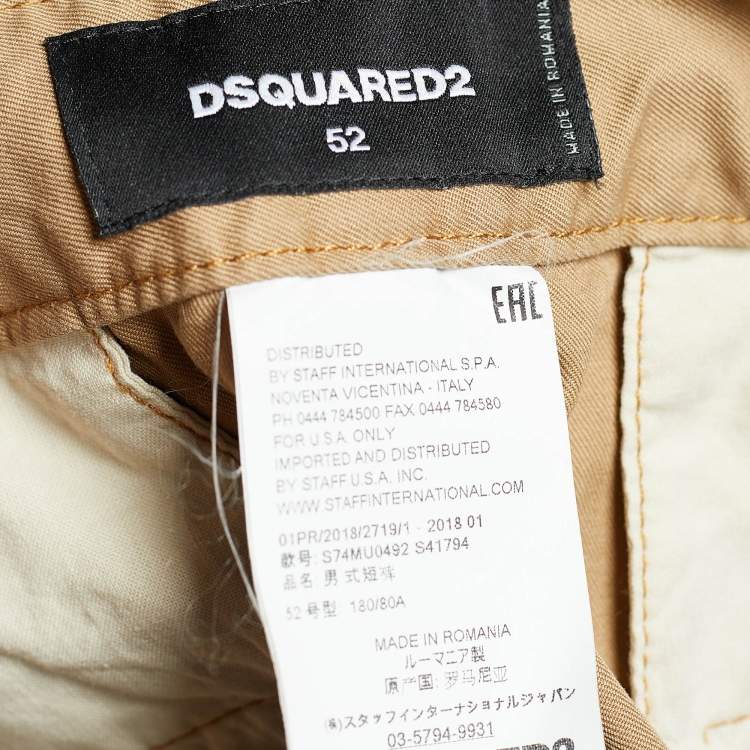 DSQUARED2
52
MADE IN ROMANIA
EAC
DISTRIBUTED
BY STAFF INTERNATIONAL S.P.A.
NOVENTA VICENTINA - ITALY
PH 0444 784500 FAX 0444 784580
FOR U.S.A. ONLY
IMPORTED AND DISTRIBUTED
BY STAFF U.S.A. INC.
WWW.STAFFINTERNATIONAL.COM
01PR/2018/2719/1 - 2018 01
款号: S74MU0492 S41794
品名: 男式短裤
52 号型 180/80A
MADE IN ROMANIA
ルーマニア製
原产国: 罗马尼亚
(株)スタッフインターナショナルジャパン
03-5794-9931